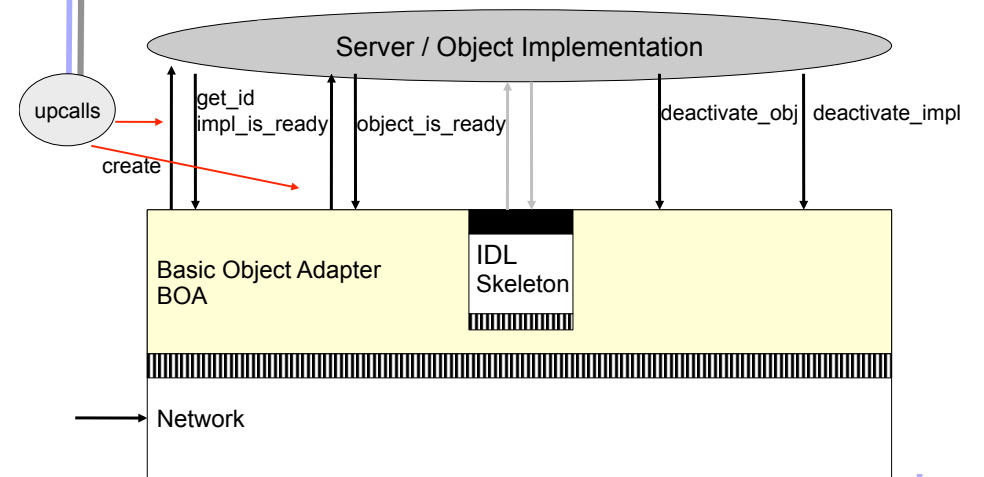 Server / Object Implementation
upcalls
get_id
impl_is_ready
object_is_ready
deactivate_obj
deactivate_impl
create
Basic Object Adapter
BOA
IDL
Skeleton
Network